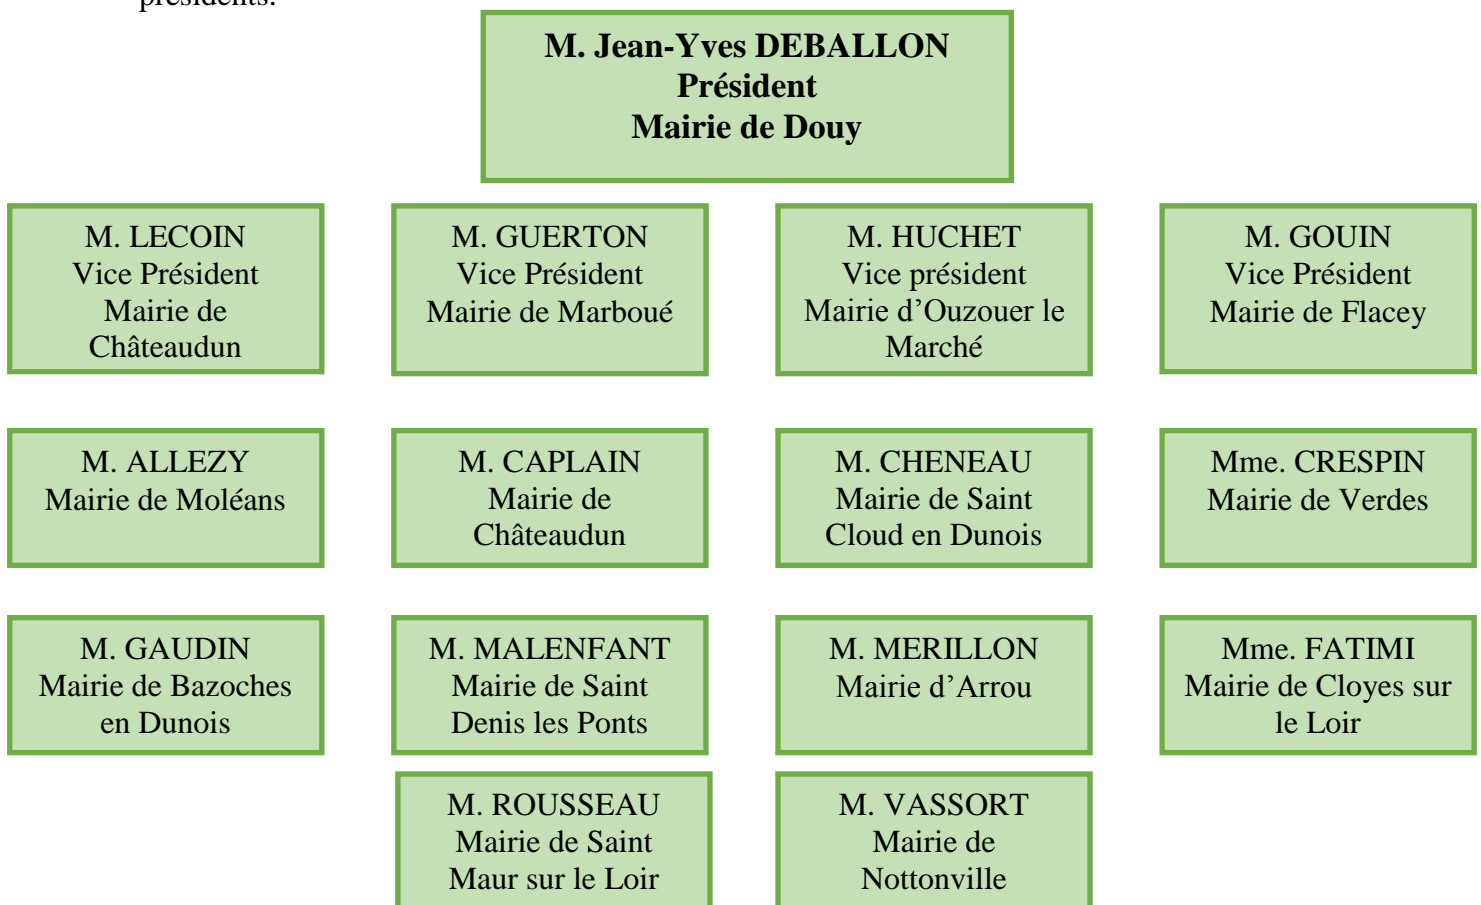 présidents.
M. Jean-Yves DEBALLON
Président
Mairie de Douy
M. LECOIN
Vice Président
Mairie de
Châteaudun
M. GUERTON
Vice Président
Mairie de Marboué
M. HUCHET
Vice président
Mairie d’Ouzouer le
Marché
M. GOUIN
Vice Président
Mairie de Flacey
M. ALLEZY
Mairie de Moléans
M. CAPLAIN
Mairie de
Châteaudun
M. CHENEAU
Mairie de Saint
Cloud en Dunois
Mme. CRESPIN
Mairie de Verdes
M. GAUDIN
Mairie de Bazoches
en Dunois
M. MALENFANT
Mairie de Saint
Denis les Ponts
M. MERILLON
Mairie d’Arrou
Mme. FATIMI
Mairie de Cloyes sur
le Loir
M. ROUSSEAU
Mairie de Saint
Maur sur le Loir
M. VASSORT
Mairie de
Nottonville